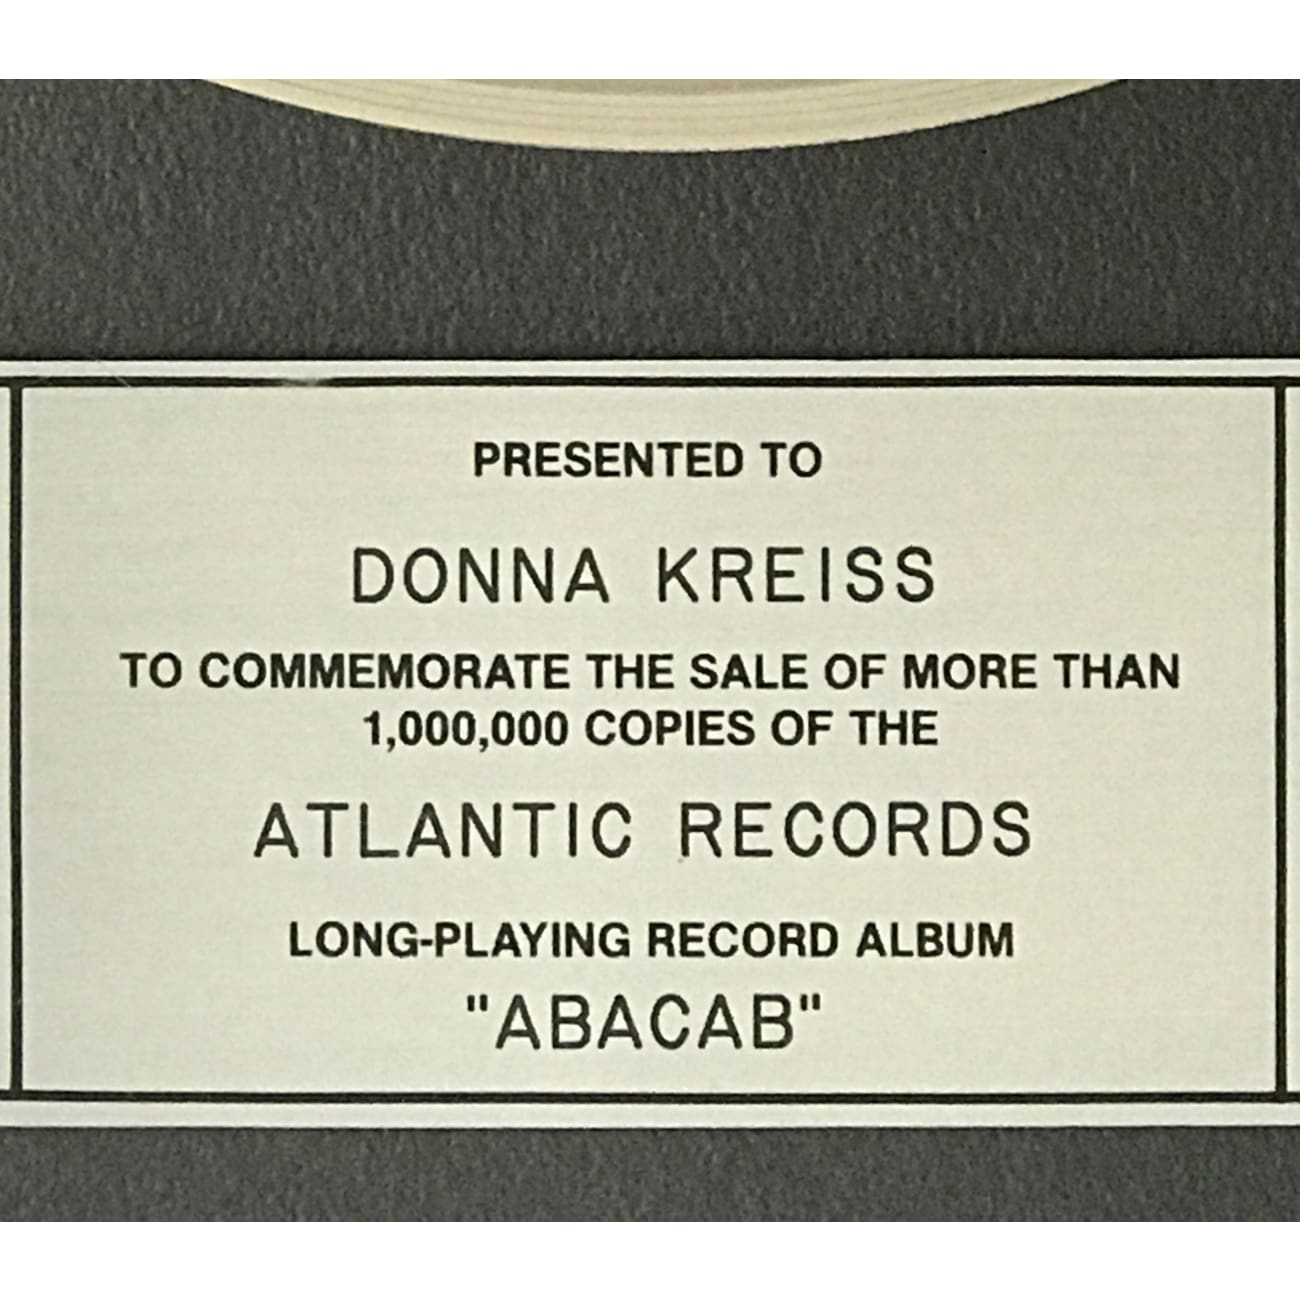 PRESENTED TO
DONNA KREISS
TO COMMEMORATE THE SALE OF MORE THAN
1,000,000 COPIES OF THE
ATLANTIC RECORDS
LONG-PLAYING RECORD ALBUM
"ABACAB"